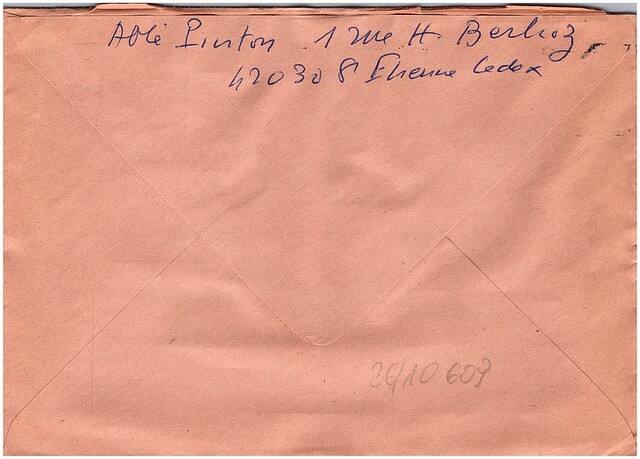 Abbé Pinton 1 rue H. Berlioz
42030 St Etienne Cedex
26/10 609